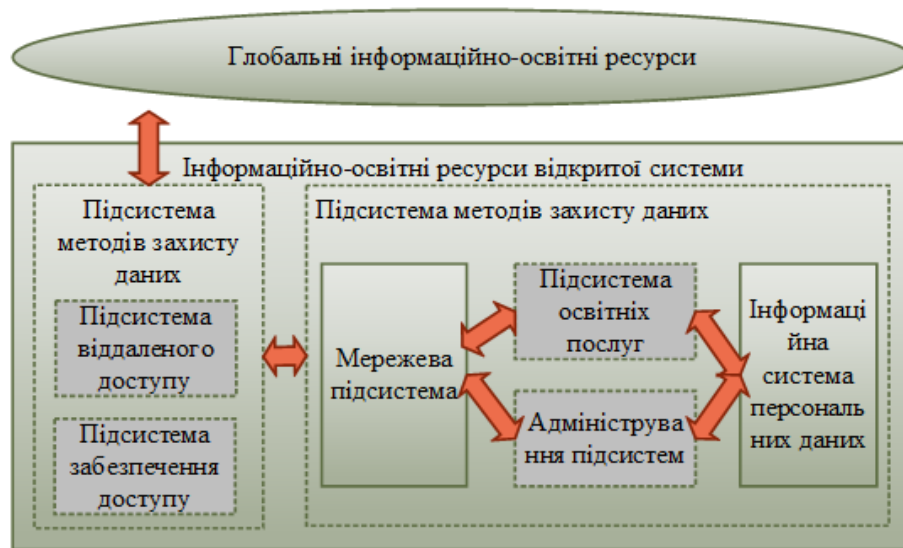 Глобальні інформаційно-освітні ресурси
Інформаційно-освітні ресурси відкритої системи
Підсистема
методів захисту
даних
Підсистема
віддаленого
доступу
Підсистема
забезпечення
доступу
Підсистема методів захисту даних
Мережева
підсистема
Підсистема
освітніх
послуг
Адмініструва
ння підсистем
Інформаці
йна
система
персональ
них даних